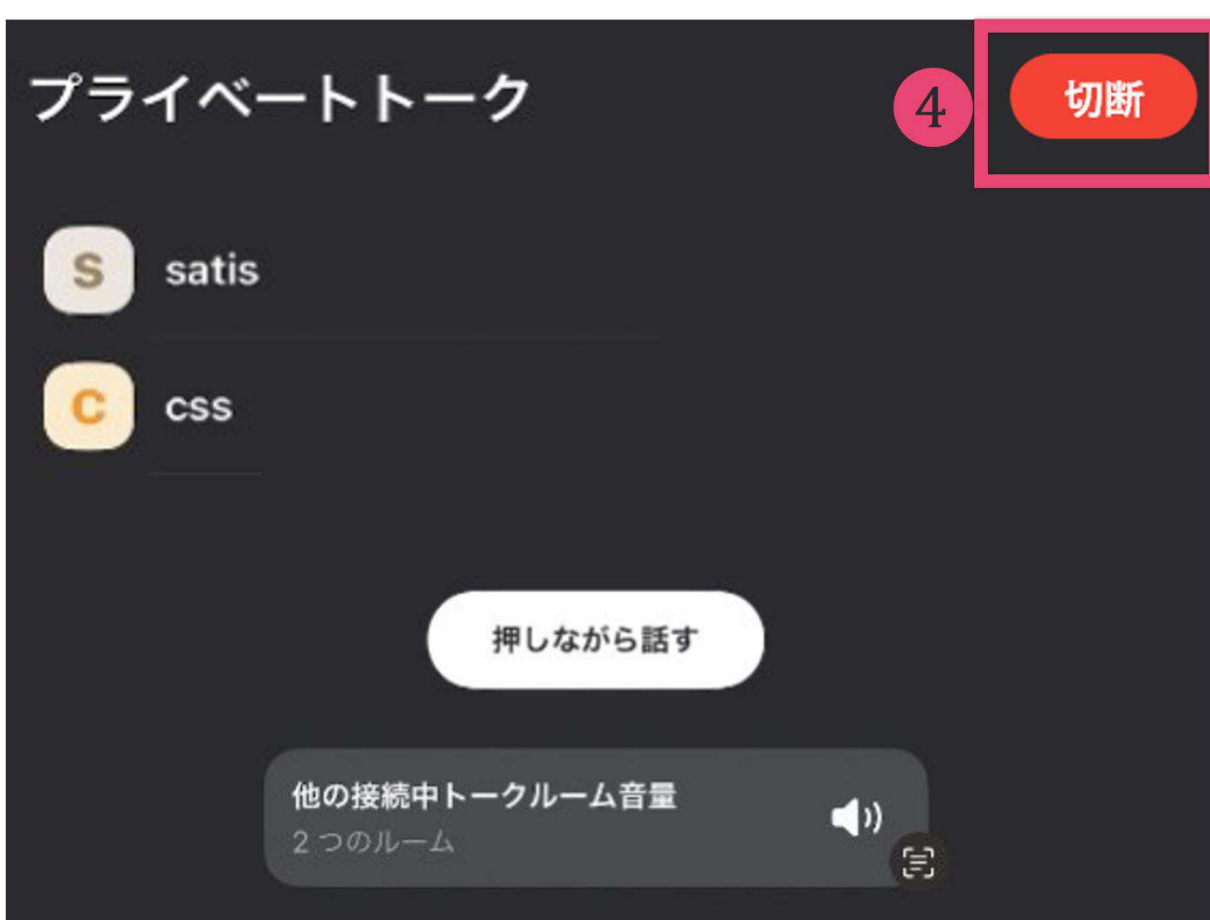 プライベートトーク
4
切断
S
satis
C
css
押しながら話す
他の接続中トークルーム音量
2 つのルーム